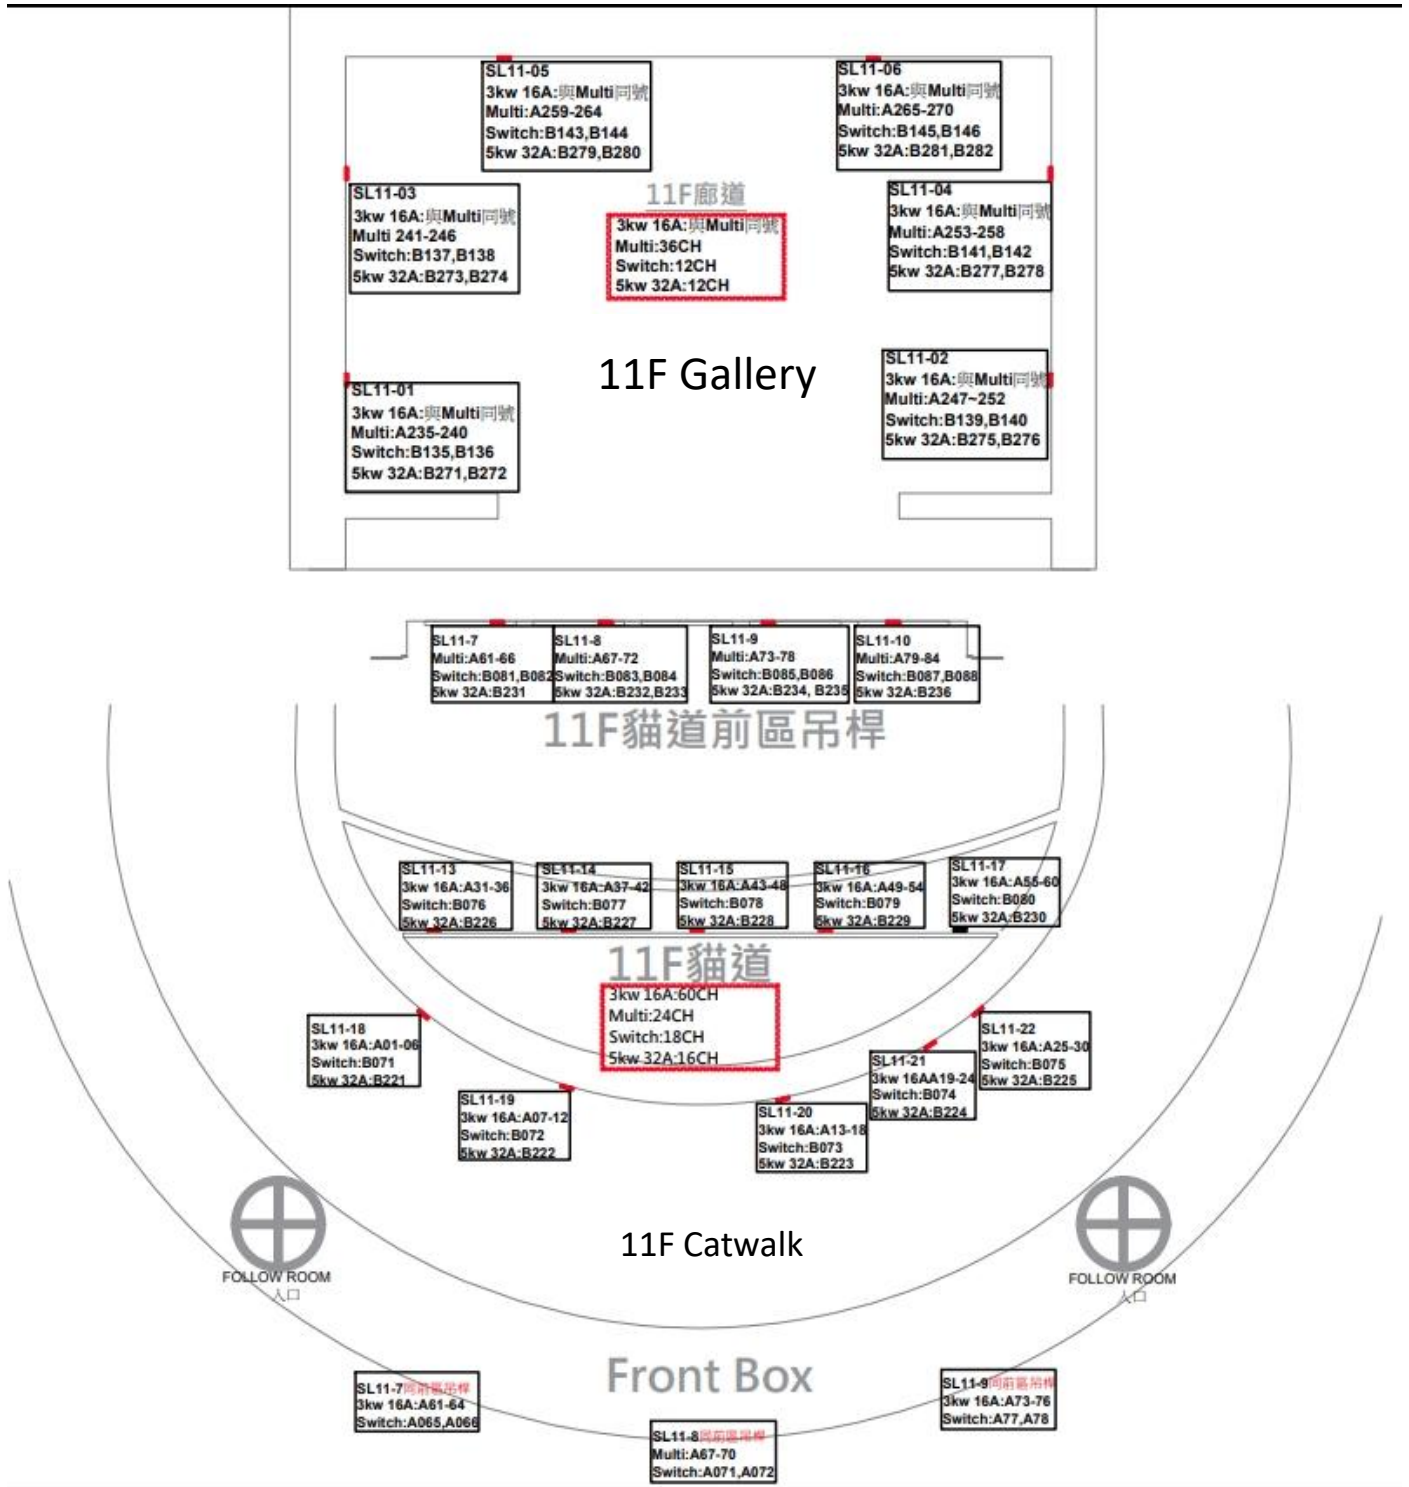 SL11-05
3kw 16A:與Multi同號
Multi:A259-264
Switch:B143,B144
5kw 32A:B279,B280
SL11-06
3kw 16A:與Multi同號
Multi:A265-270
Switch:B145,B146
5kw 32A:B281,B282
SL11-03
3kw 16A:與Multi同號
Multi 241-246
Switch:B137,B138
5kw 32A:B273,B274
11F廊道
3kw 16A:與Multi同號
Multi:36CH
Switch:12CH
5kw 32A:12CH
SL11-04
3kw 16A:與Multi同號
Multi:A253-258
Switch:B141,B142
5kw 32A:B277,B278
11F Gallery
SL11-01
3kw 16A:與Multi同號
Multi:A235-240
Switch:B135,B136
5kw 32A:B271,B272
SL11-02
3kw 16A:與Multi同號
Multi:A247~252
Switch:B139,B140
5kw 32A:B275,B276
SL11-7
Multi:A61-66
Switch:B081,B082
5kw 32A:B231
SL11-8
Multi:A67-72
Switch:B083,B084
5kw 32A:B232,B233
SL11-9
Multi:A73-78
Switch:B085,B086
5kw 32A:B234, B235
SL11-10
Multi:A79-84
Switch:B087,B088
5kw 32A:B236
11F貓道前區吊桿
SL11-13
3kw 16A:A31-36
Switch:B076
5kw 32A:B226
SL11-14
3kw 16A:A37-42
Switch:B077
5kw 32A:B227
SL11-15
3kw 16A:A43-48
Switch:B078
5kw 32A:B228
SL11-16
3kw 16A:A49-54
Switch:B079
5kw 32A:B229
SL11-17
3kw 16A:A55-60
Switch:B080
5kw 32A:B230
11F貓道
3kw 16A:60CH
Multi:24CH
Switch:18CH
5kw 32A:16CH
SL11-18
3kw 16A:A01-06
Switch:B071
5kw 32A:B221
SL11-19
3kw 16A:A07-12
Switch:B072
5kw 32A:B222
SL11-20
3kw 16A:A13-18
Switch:B073
5kw 32A:B223
SL11-21
3kw 16AA19-24
Switch:B074
5kw 32A:B224
SL11-22
3kw 16A:A25-30
Switch:B075
5kw 32A:B225
11F Catwalk
FOLLOW ROOM
入口
FOLLOW ROOM
入口
Front Box
SL11-7同前區吊桿
3kw 16A:A61-64
Switch:A065,A066
SL11-8同前區吊桿
Multi:A67-70
Switch:A071,A072
SL11-9同前區吊桿
3kw 16A:A73-76
Switch:A77,A78